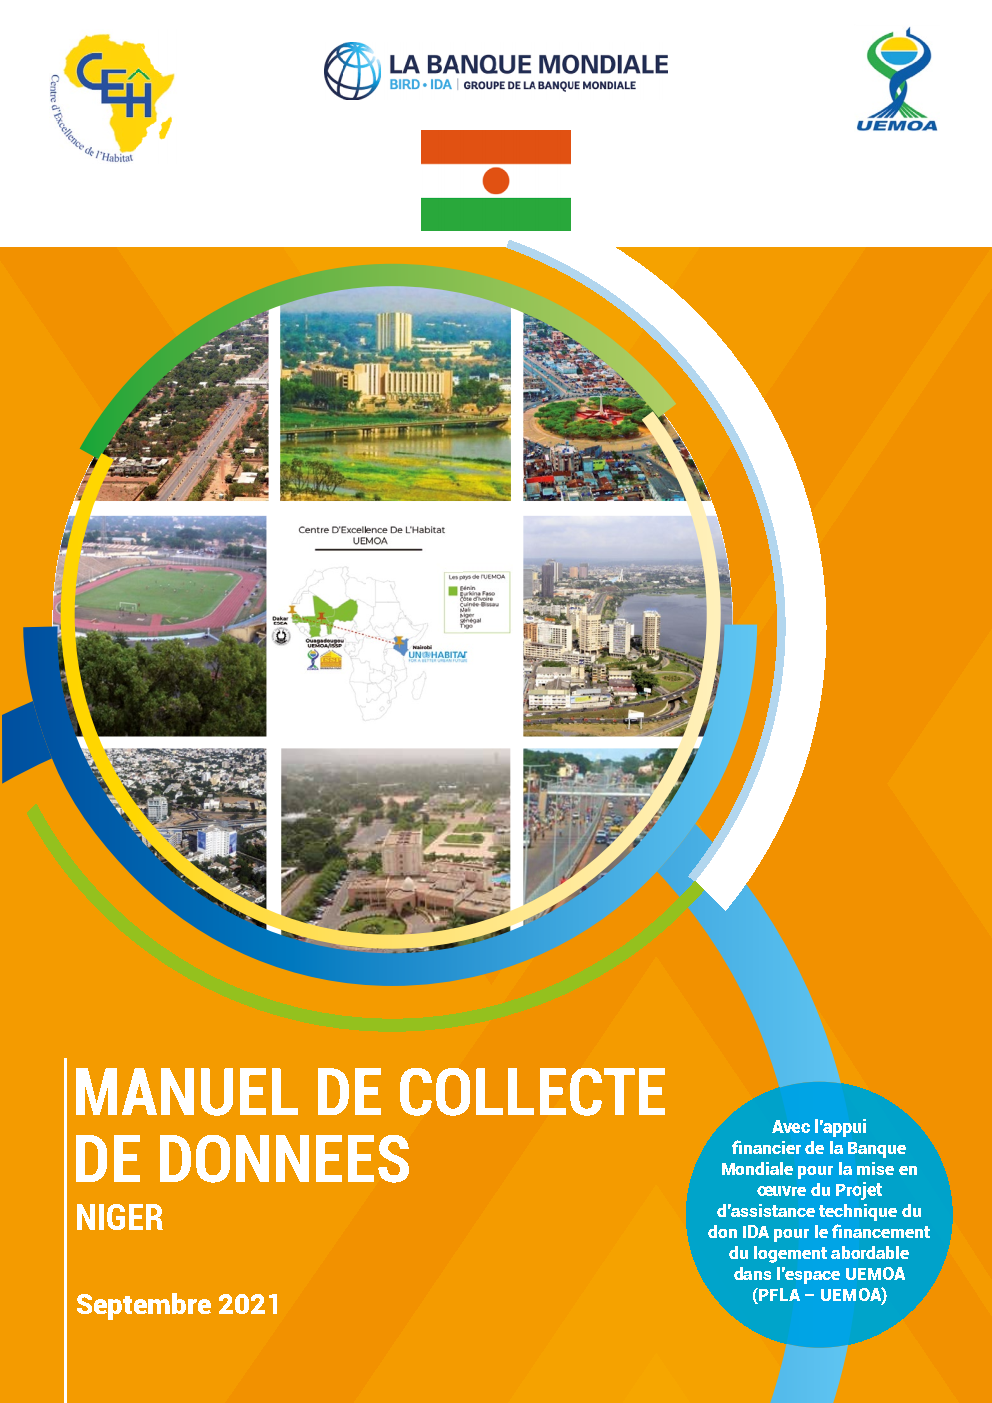 CEH
Centre d'Excellence de l'Habitat
LA BANQUE MONDIALE
BIRD • IDA | GROUPE DE LA BANQUE MONDIALE
UEMOA
Centre D'Excellence De L'Habitat
UEMOA
Les pays de l'UEMOA
Bénin
Burkina Faso
Côte d'Ivoire
Guinée-Bissau
Mali
Niger
Sénégal
Togo
Dakar
Ouagadougou
UEMOA/ISSP
Nairobi
UN HABITAT
FOR A BETTER URBAN FUTURE
MANUEL DE COLLECTE
DE DONNEES
NIGER
Septembre 2021
Avec l'appui
financier de la Banque
Mondiale pour la mise en
œuvre du Projet
d'assistance technique du
don IDA pour le financement
du logement abordable
dans l'espace UEMOA
(PFLA – UEMOA)